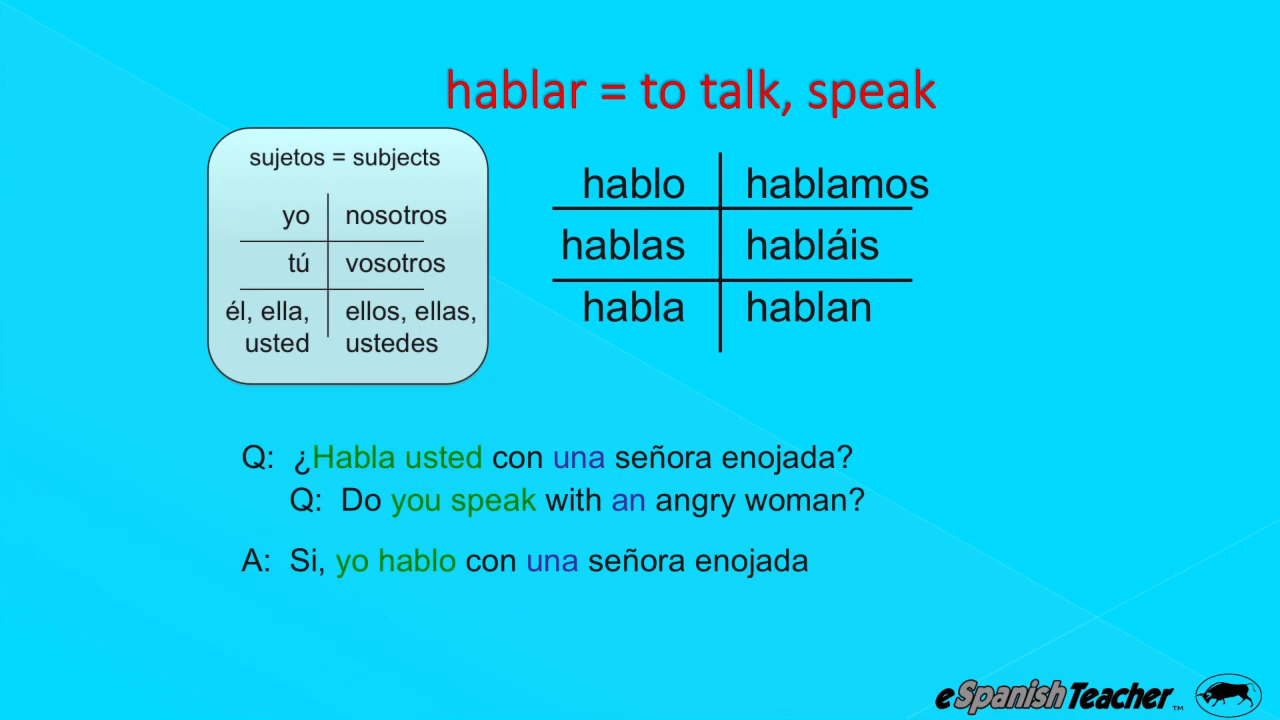 hablar = to talk, speak
sujetos = subjects
yo nosotros
tú vosotros
él, ella, ellos, ellas,
usted ustedes
hablo hablamos
hablas habláis
habla hablan
Q: ¿Habla usted con una señora enojada?
Q: Do you speak with an angry woman?
A: Si, yo hablo con una señora enojada
eSpanishTeacher™